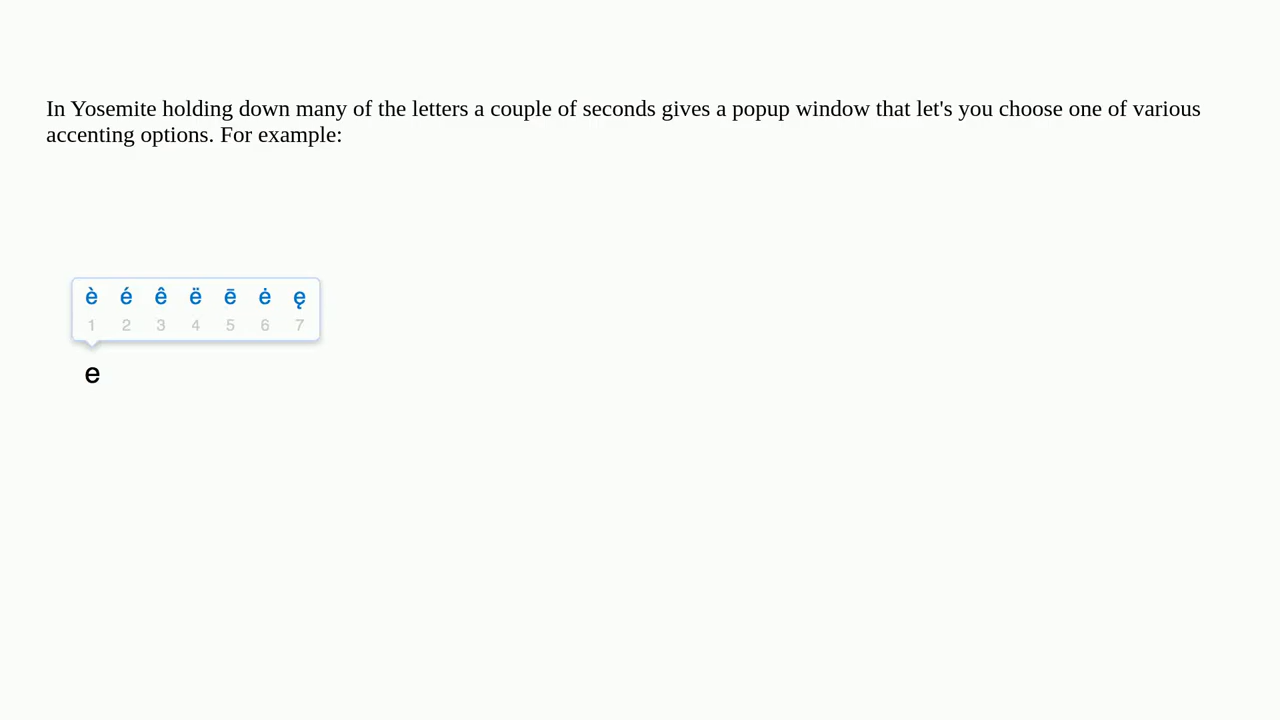 In Yosemite holding down many of the letters a couple of seconds gives a popup window that let's you choose one of various
accenting options. For example:
è é ê ë ē ė ę
1 2 3 4 5 6 7
e